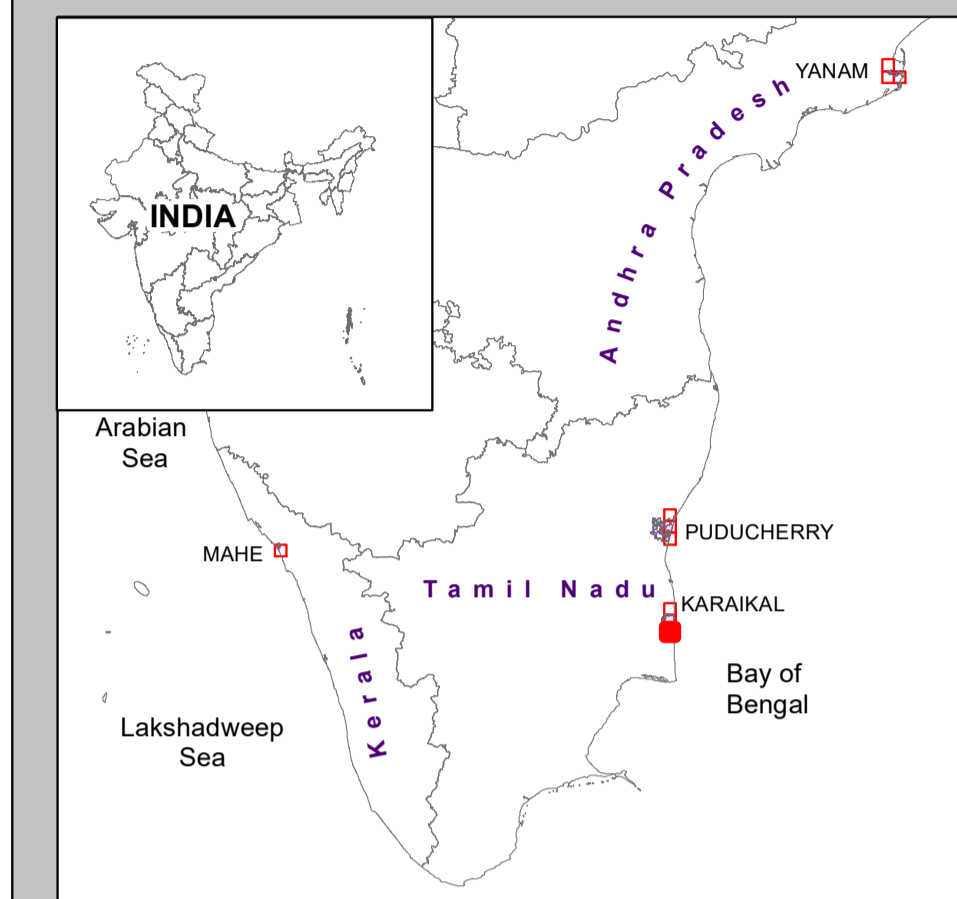 YANAM
Andhra Pradesh
INDIA
Arabian
Sea
PUDUCHERRY
MAHE
Tamil Nadu
KARAIKAL
Kerala
Bay of
Bengal
Lakshadweep
Sea